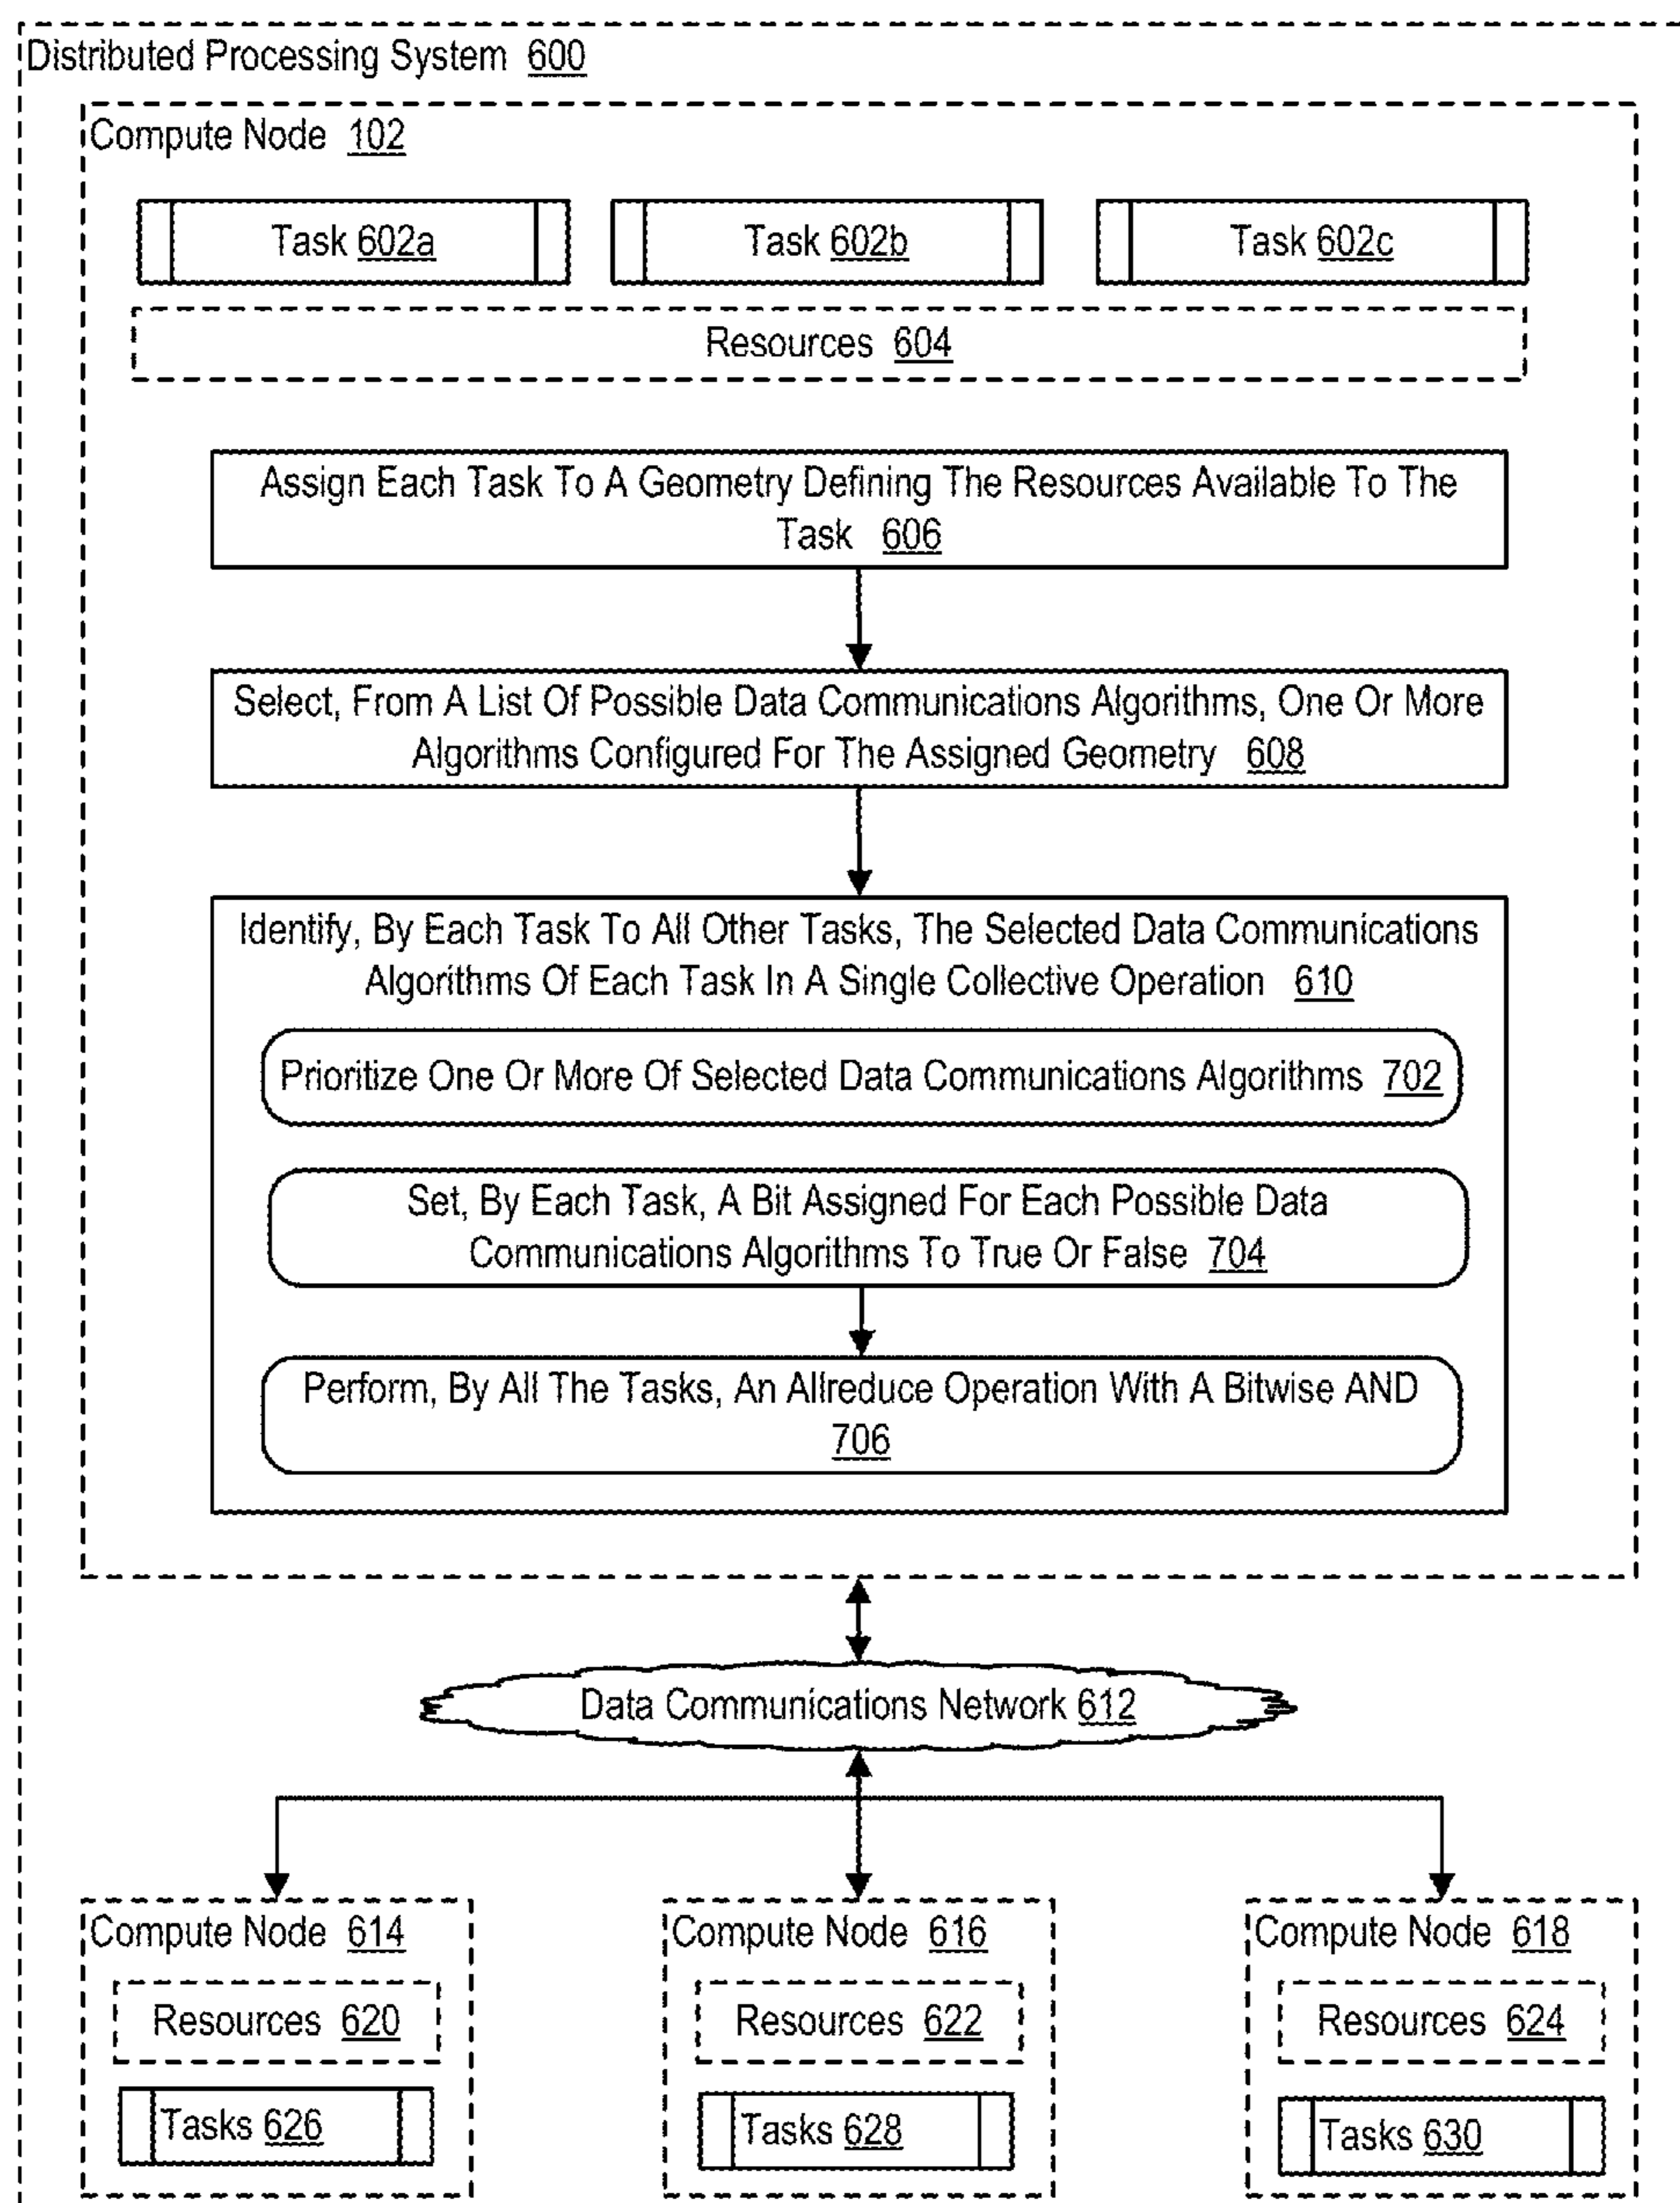 Distributed Processing System 600
Compute Node 102
Task 602a
Task 602b
Task 602c
Resources 604
Assign Each Task To A Geometry Defining The Resources Available To The
Task 606
Select, From A List Of Possible Data Communications Algorithms, One Or More
Algorithms Configured For The Assigned Geometry 608
Identify, By Each Task To All Other Tasks, The Selected Data Communications
Algorithms Of Each Task In A Single Collective Operation 610
Prioritize One Or More Of Selected Data Communications Algorithms 702
Set, By Each Task, A Bit Assigned For Each Possible Data
Communications Algorithms To True Or False 704
Perform, By All The Tasks, An Allreduce Operation With A Bitwise AND
706
Data Communications Network 612
Compute Node 614
Resources 620
Tasks 626
Compute Node 616
Resources 622
Tasks 628
Compute Node 618
Resources 624
Tasks 630